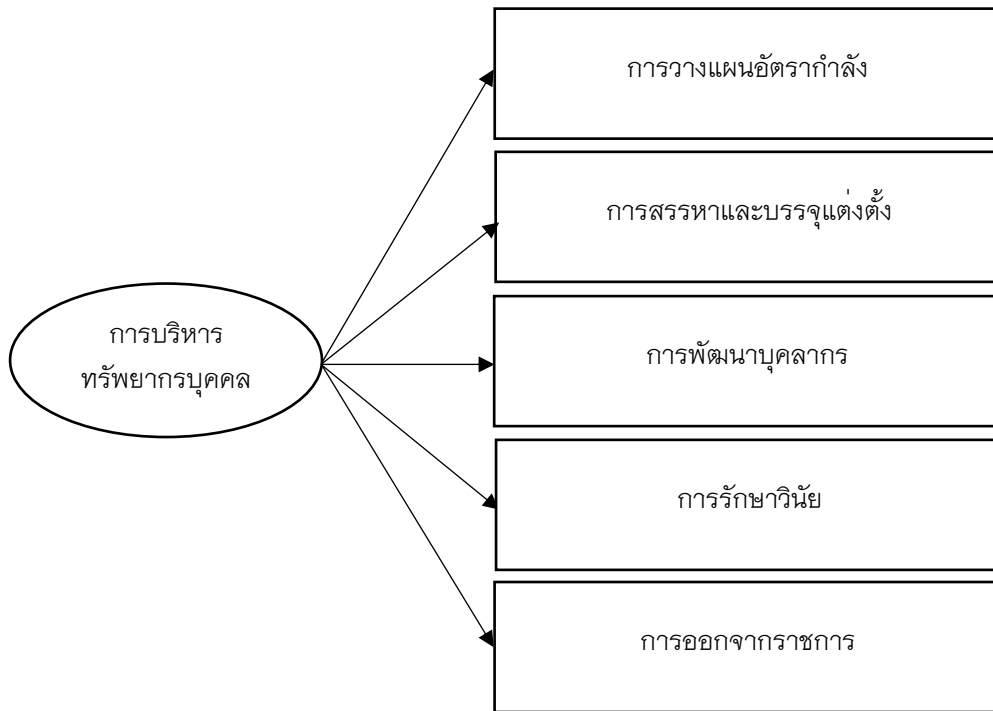 การวางแผนอัตรากำลัง
การสรรหาและบรรจุแต่งตั้ง
การบริหาร
ทรัพยากรบุคคล
การพัฒนาบุคลากร
การรักษาวินัย
การออกจากราชการ